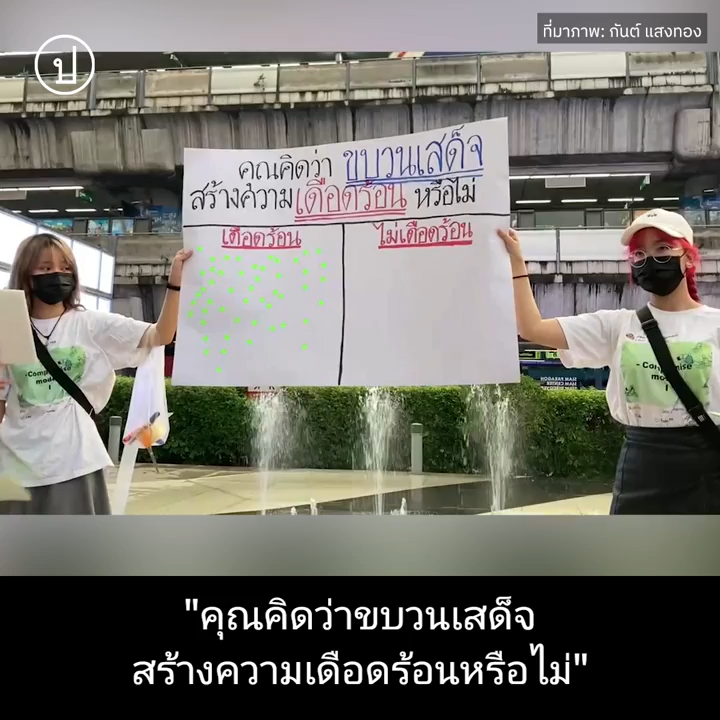 ที่มาภาพ: กันต์ แสงทอง
ป
คุณคิดว่า ขบวนเสด็จ
สร้างความเดือดร้อน หรือไม่
เดือดร้อน
ไม่เดือดร้อน
SIAM PARAGON
SIAM CENTER
"คุณคิดว่าขบวนเสด็จ
สร้างความเดือดร้อนหรือไม่"